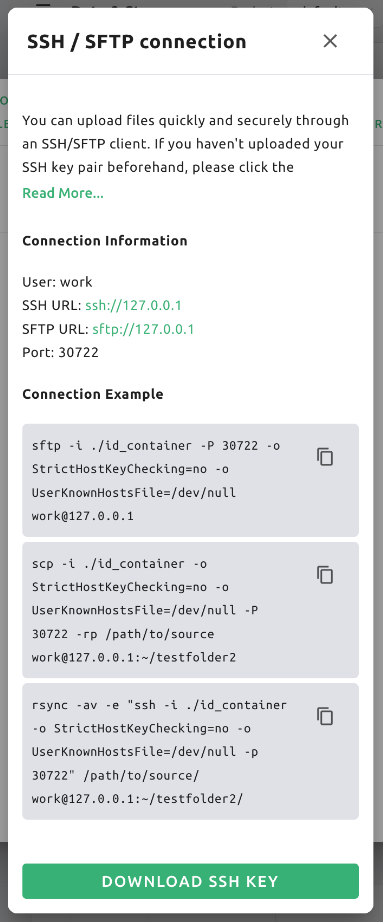 SSH / SFTP connection
You can upload files quickly and securely through
an SSH/SFTP client. If you haven't uploaded your
SSH key pair beforehand, please click the
Read More...
Connection Information
User: work
SSH URL: ssh://127.0.0.1
SFTP URL: sftp://127.0.0.1
Port: 30722
Connection Example
sftp -i ./id_container -P 30722 -o
StrictHostKeyChecking=no -o
UserKnownHostsFile=/dev/null
work@127.0.0.1
scp -i ./id_container -o
StrictHostKeyChecking=no -o
UserKnownHostsFile=/dev/null -P
30722 -rp /path/to/source
work@127.0.0.1:~/testfolder2
rsync -av -e "ssh -i ./id_container
-o StrictHostKeyChecking=no -o
UserKnownHostsFile=/dev/null -p
30722" /path/to/source/
work@127.0.0.1:~/testfolder2/
DOWNLOAD SSH KEY